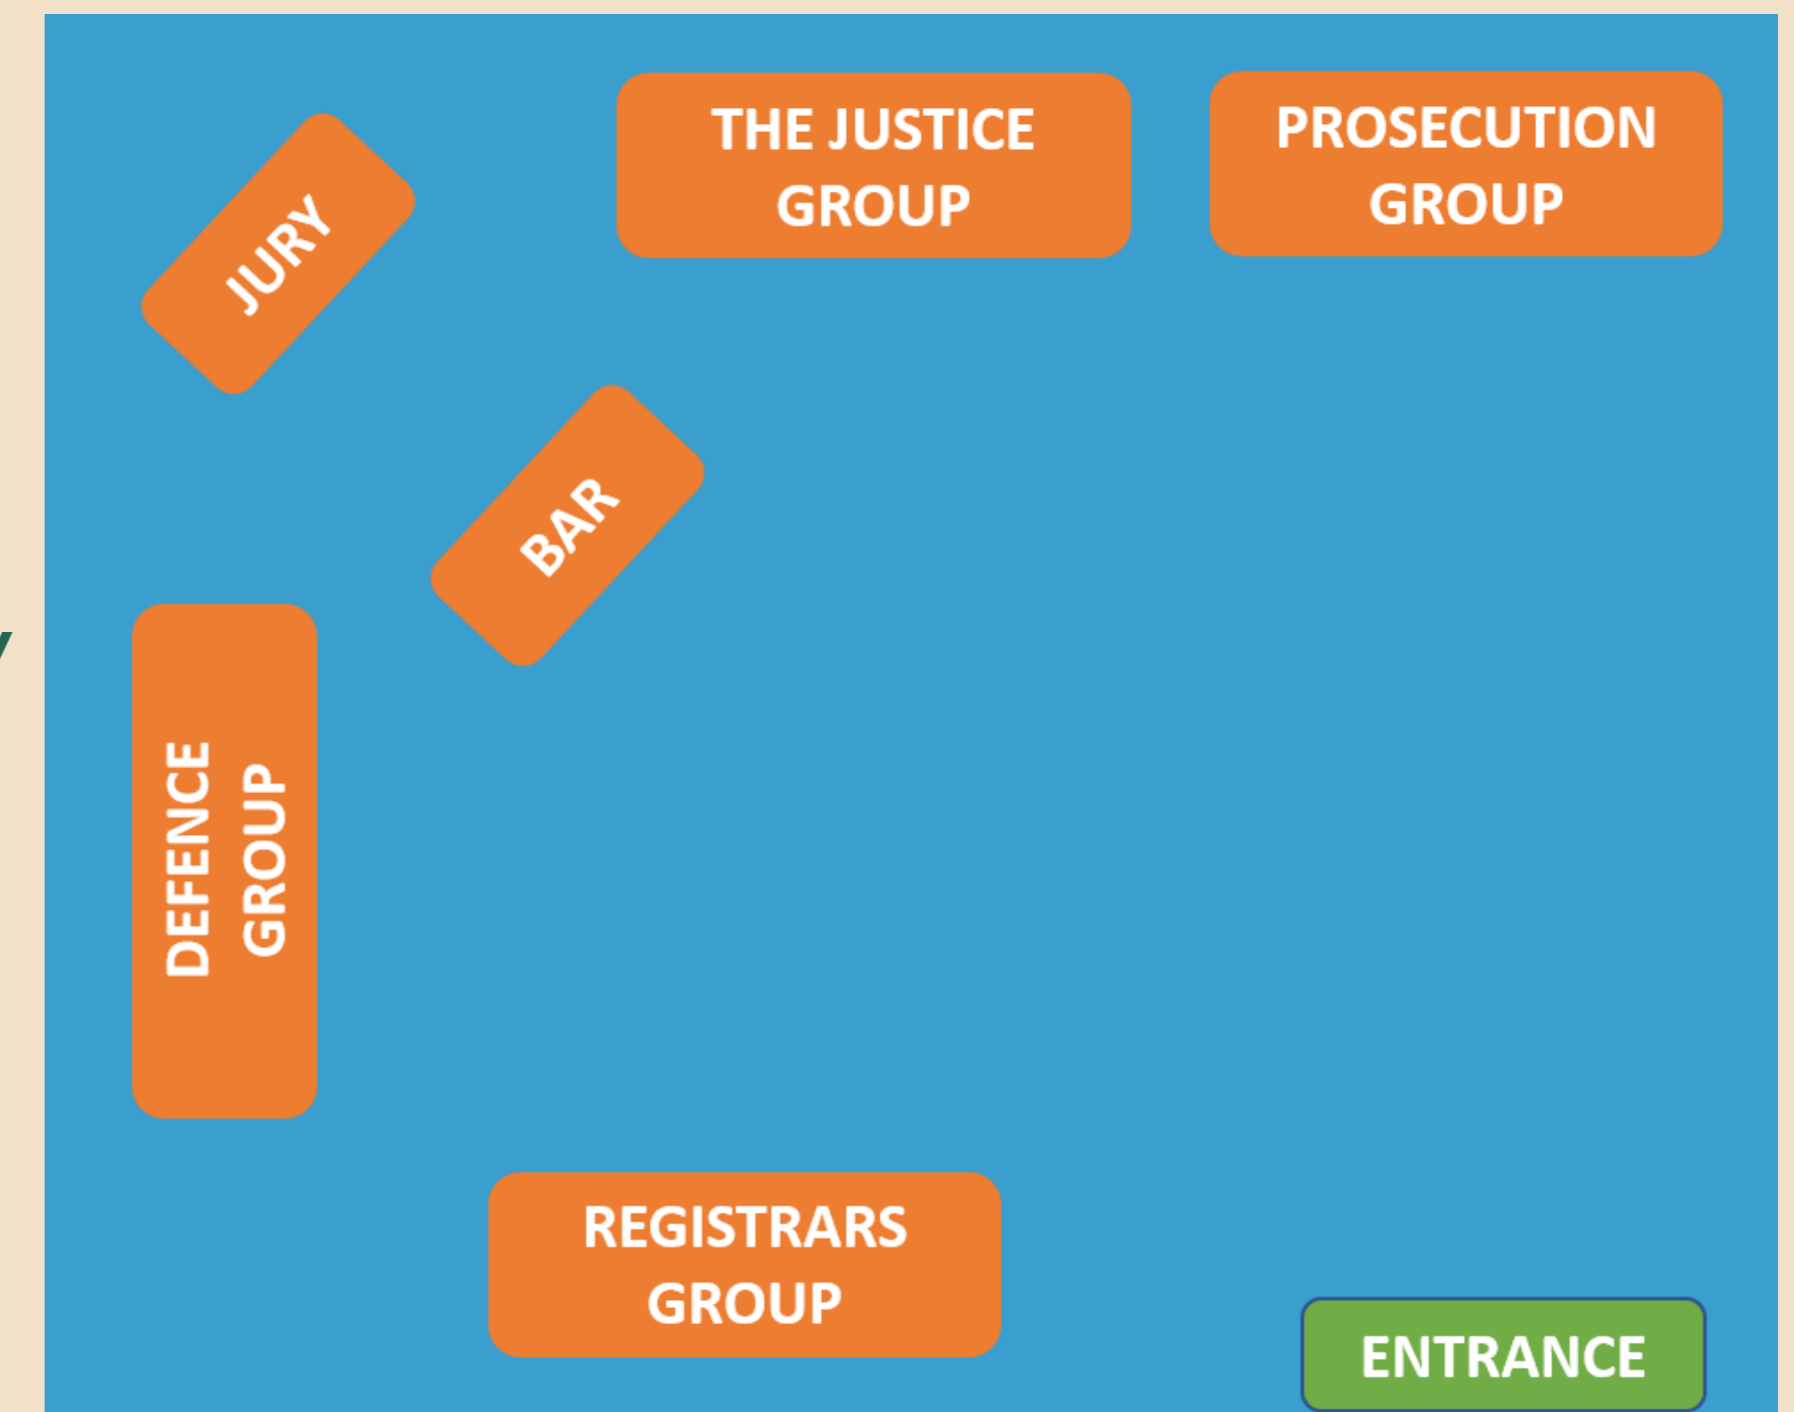 THE JUSTICE
GROUP
PROSECUTION
GROUP
JURY
BAR
DEFENCE
GROUP
REGISTRARS
GROUP
ENTRANCE